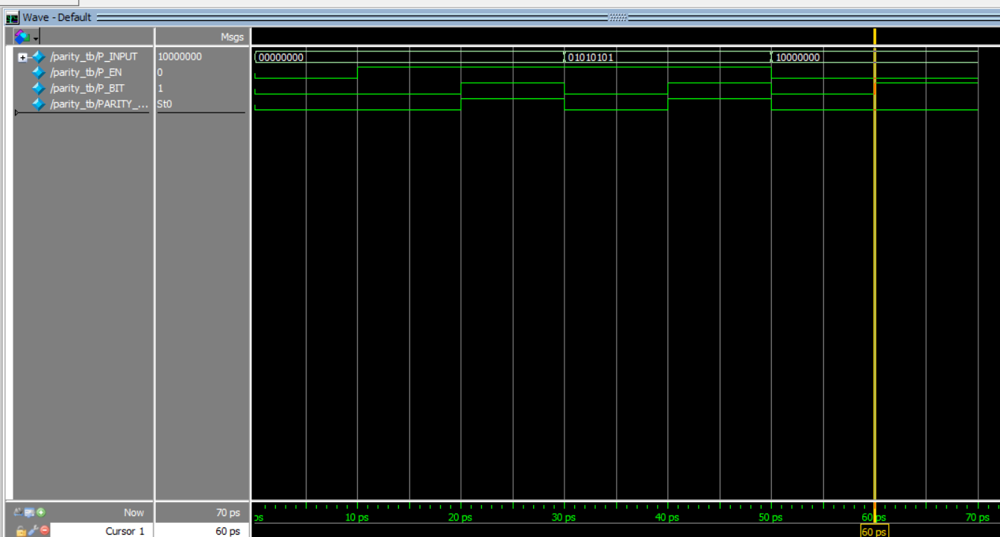 Wave - Default
Msgs
/parity_tb/P_INPUT 10000000 00000000 01010101 10000000
/parity_tb/P_EN 0
/parity_tb/P_BIT 1
/parity_tb/PARITY_... St0
Now 70 ps
ps 10 ps 20 ps 30 ps 40 ps 50 ps 60 ps 70 ps
Cursor 1 60 ps 60 ps